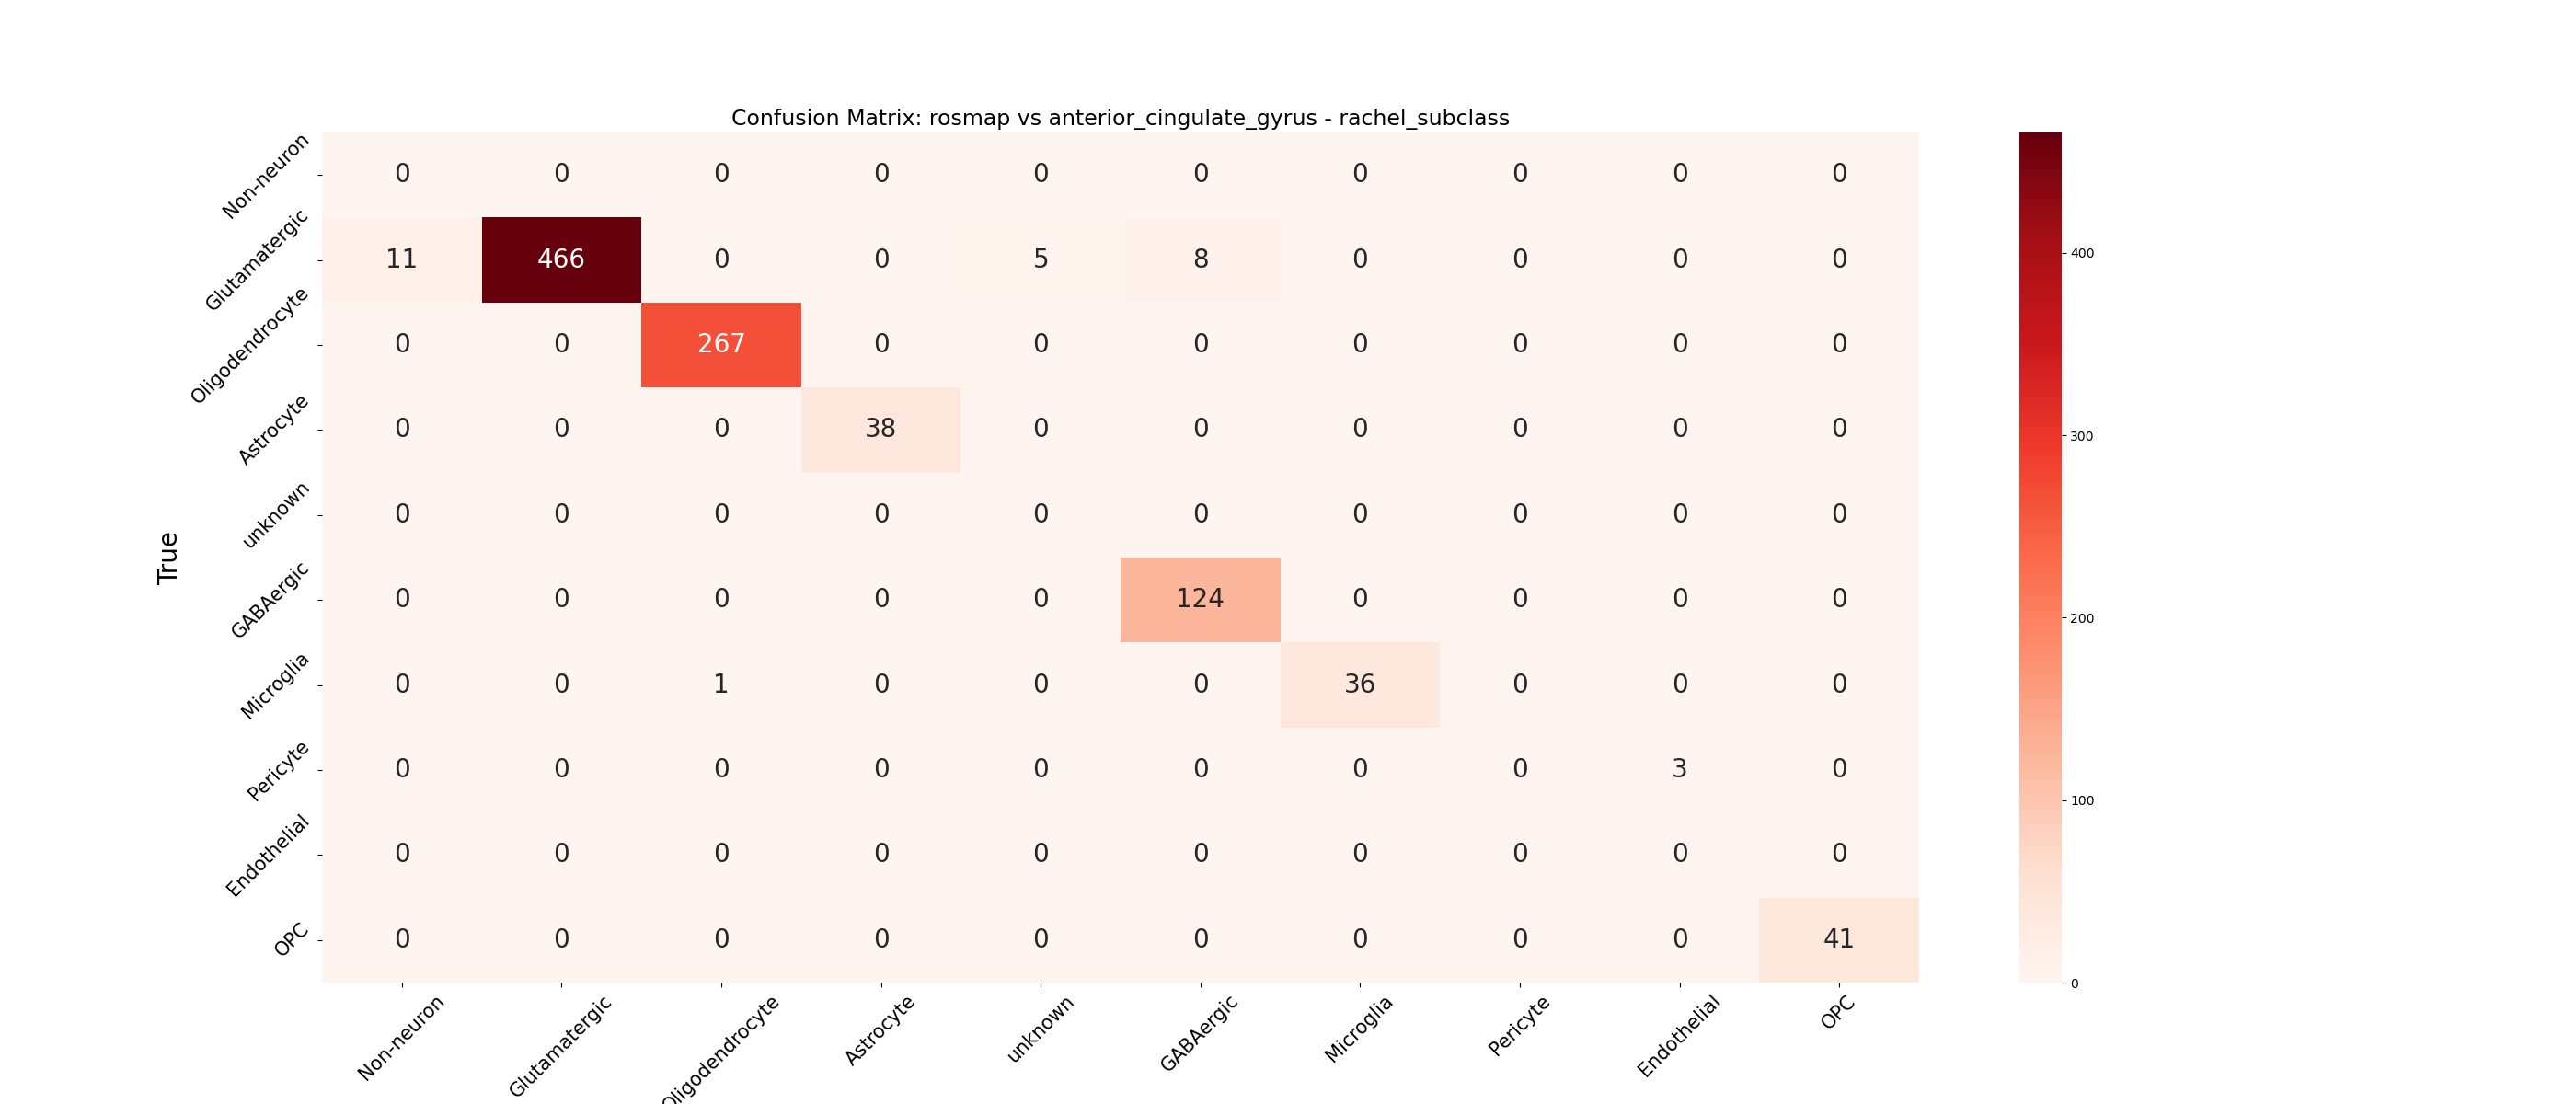 Confusion Matrix: rosmap vs anterior_cingulate_gyrus - rachel_subclass
True
Non-neuron 0 0 0 0 0 0 0 0 0 0
Glutamatergic 11 466 0 0 5 8 0 0 0 0
Oligodendrocyte 0 0 267 0 0 0 0 0 0 0
Astrocyte 0 0 0 38 0 0 0 0 0 0
unknown 0 0 0 0 0 0 0 0 0 0
GABAergic 0 0 0 0 0 124 0 0 0 0
Microglia 0 0 1 0 0 0 36 0 0 0
Pericyte 0 0 0 0 0 0 0 0 3 0
Endothelial 0 0 0 0 0 0 0 0 0 0
OPC 0 0 0 0 0 0 0 0 0 41
Non-neuron Glutamatergic Oligodendrocyte Astrocyte unknown GABAergic Microglia Pericyte Endothelial OPC
400
300
200
100
0